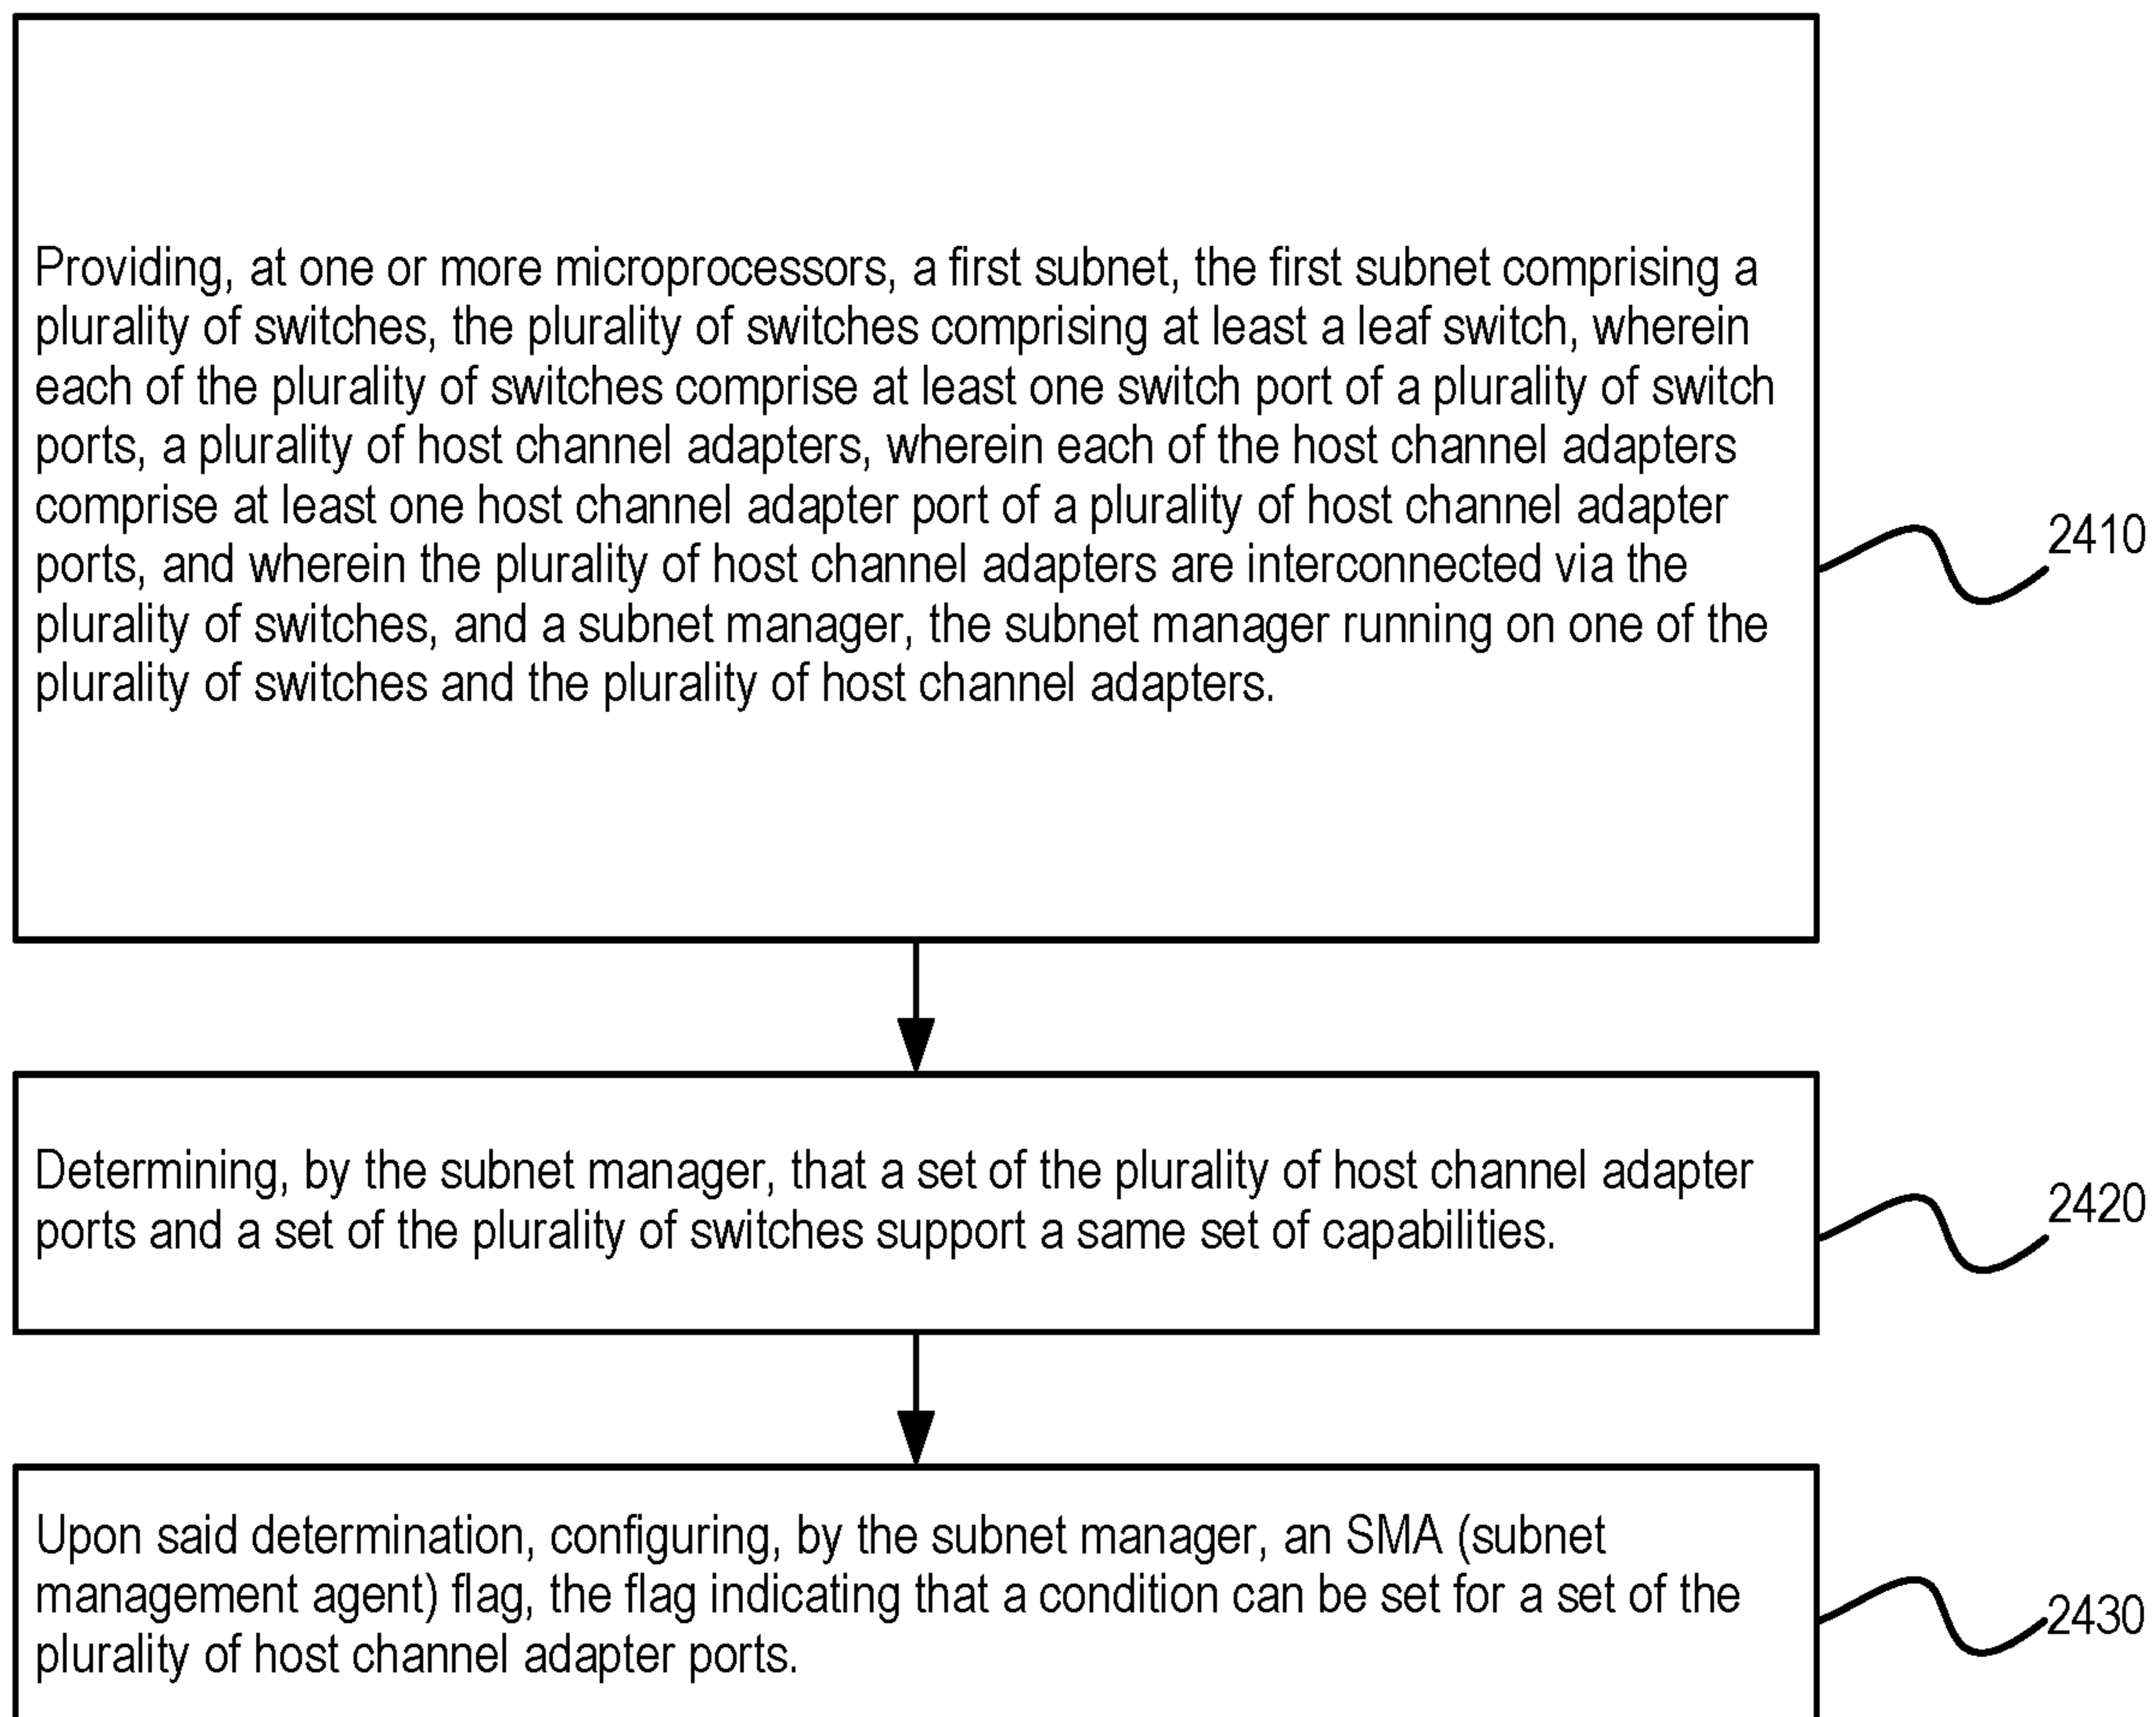 Providing, at one or more microprocessors, a first subnet, the first subnet comprising a
plurality of switches, the plurality of switches comprising at least a leaf switch, wherein
each of the plurality of switches comprise at least one switch port of a plurality of switch
ports, a plurality of host channel adapters, wherein each of the host channel adapters
comprise at least one host channel adapter port of a plurality of host channel adapter
ports, and wherein the plurality of host channel adapters are interconnected via the
plurality of switches, and a subnet manager, the subnet manager running on one of the
plurality of switches and the plurality of host channel adapters.
2410
Determining, by the subnet manager, that a set of the plurality of host channel adapter
ports and a set of the plurality of switches support a same set of capabilities.
2420
Upon said determination, configuring, by the subnet manager, an SMA (subnet
management agent) flag, the flag indicating that a condition can be set for a set of the
plurality of host channel adapter ports.
2430